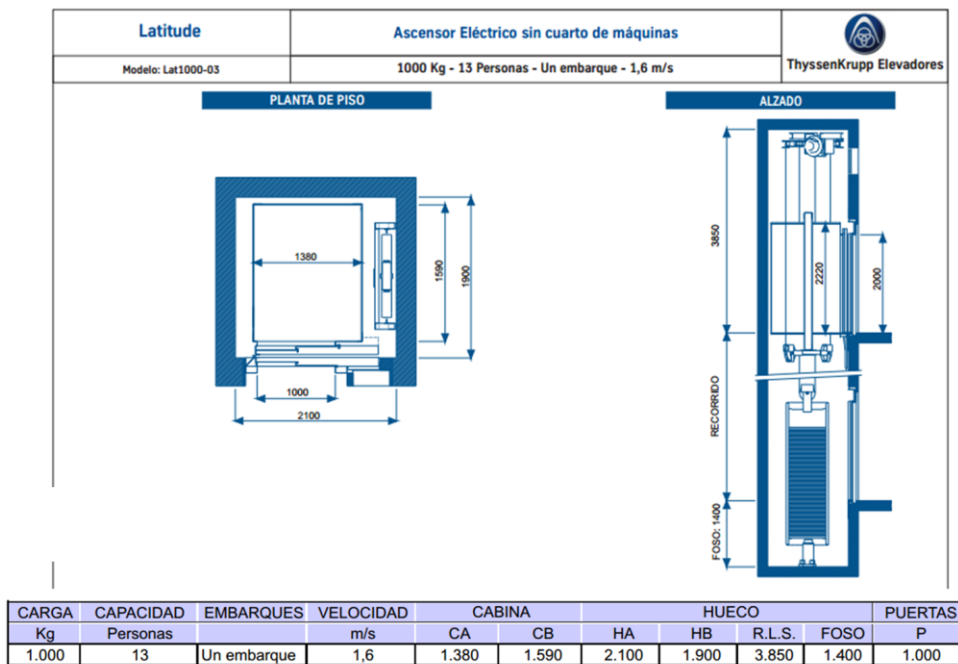 Latitude
Ascensor Eléctrico sin cuarto de máquinas
Modelo: Lat1000-03
1000 Kg - 13 Personas - Un embarque - 1,6 m/s
ThyssenKrupp Elevadores
PLANTA DE PISO
1380
1590
1900
1000
2100
ALZADO
3850
2220
2000
RECORRIDO
FOSO: 1400
CARGA CAPACIDAD EMBARQUES VELOCIDAD CABINA HUECO PUERTAS
Kg Personas m/s CA CB HA HB R.L.S. FOSO P
1.000 13 Un embarque 1,6 1.380 1.590 2.100 1.900 3.850 1.400 1.000